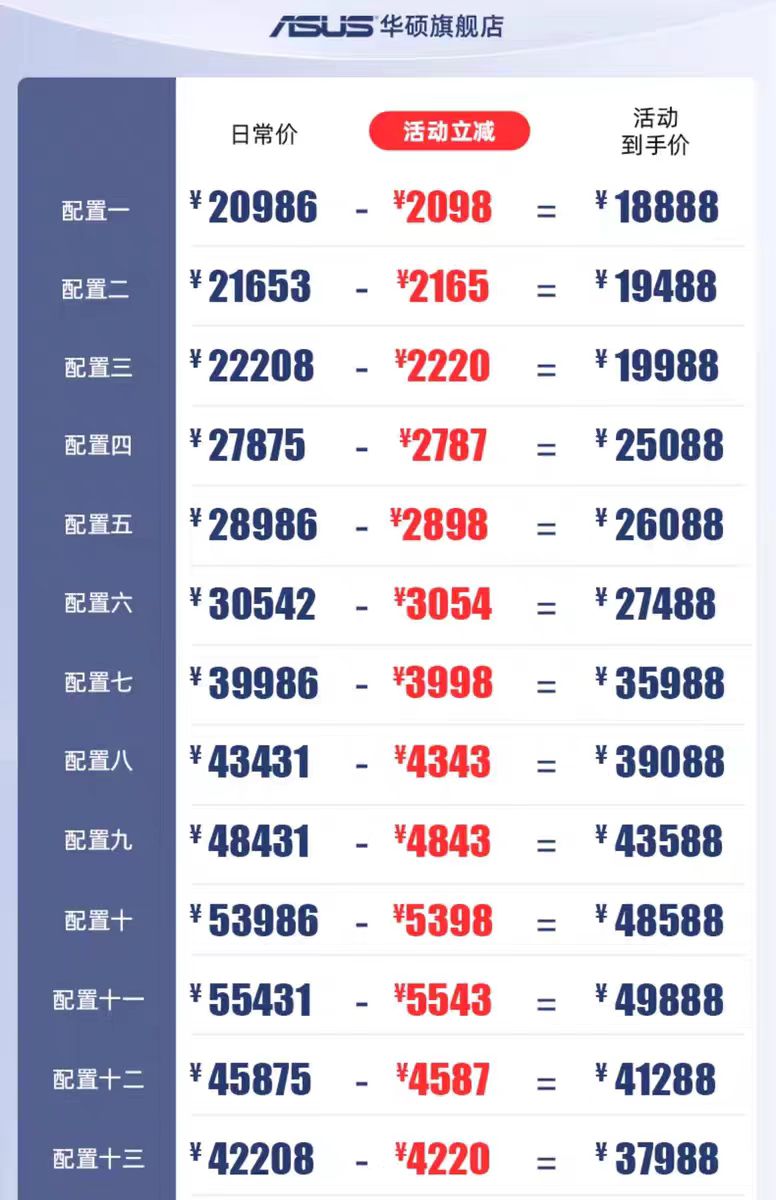 ASUS 华硕旗舰店
日常价 活动立减 活动
到手价
配置一 ¥20986 - ¥2098 = ¥18888
配置二 ¥21653 - ¥2165 = ¥19488
配置三 ¥22208 - ¥2220 = ¥19988
配置四 ¥27875 - ¥2787 = ¥25088
配置五 ¥28986 - ¥2898 = ¥26088
配置六 ¥30542 - ¥3054 = ¥27488
配置七 ¥39986 - ¥3998 = ¥35988
配置八 ¥43431 - ¥4343 = ¥39088
配置九 ¥48431 - ¥4843 = ¥43588
配置十 ¥53986 - ¥5398 = ¥48588
配置十一 ¥55431 - ¥5543 = ¥49888
配置十二 ¥45875 - ¥4587 = ¥41288
配置十三 ¥42208 - ¥4220 = ¥37988